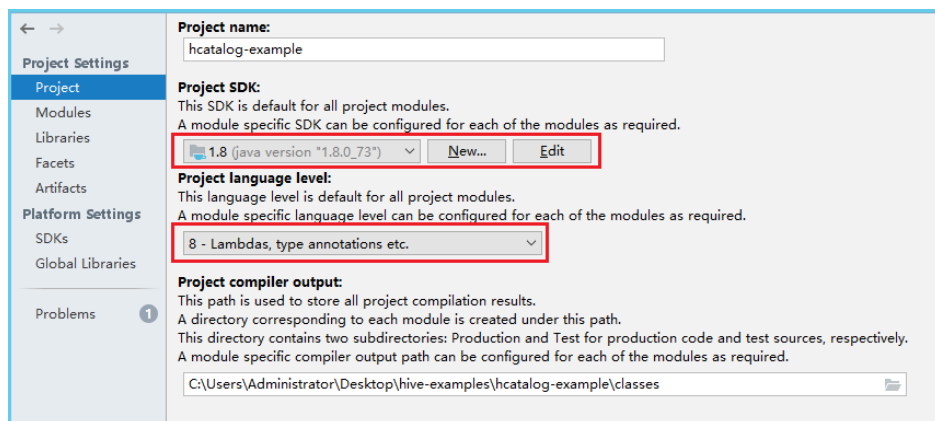 Project Settings
Project
Modules
Libraries
Facets
Artifacts
Platform Settings
SDKs
Global Libraries
Problems 1
Project name:
hcatalog-example
Project SDK:
This SDK is default for all project modules.
A module specific SDK can be configured for each of the modules as required.
1.8 (java version "1.8.0_73") New... Edit
Project language level:
This language level is default for all project modules.
A module specific language level can be configured for each of the modules as required.
8 - Lambdas, type annotations etc.
Project compiler output:
This path is used to store all project compilation results.
A directory corresponding to each module is created under this path.
This directory contains two subdirectories: Production and Test for production code and test sources, respectively.
A module specific compiler output path can be configured for each of the modules as required.
C:\Users\Administrator\Desktop\hive-examples\hcatalog-example\classes